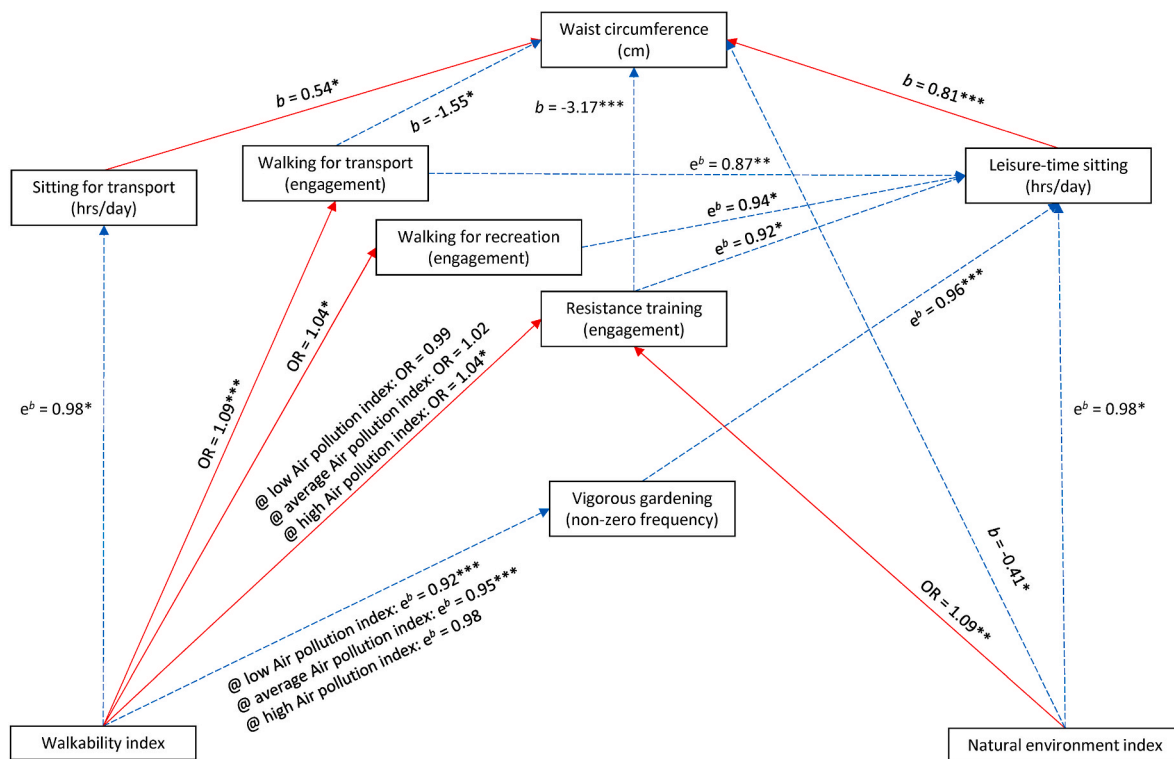 Waist circumference
(cm)
b = 0.54*
b = -1.55*
b = -3.17***
b = 0.81***
Sitting for transport
(hrs/day)
Walking for transport
(engagement)
e^b = 0.87**
Leisure-time sitting
(hrs/day)
Walking for recreation
(engagement)
e^b = 0.94*
e^b = 0.92*
Resistance training
(engagement)
e^b = 0.96***
e^b = 0.98*
OR = 1.09***
OR = 1.04*
@ low Air pollution index: OR = 0.99
@ average Air pollution index: OR = 1.02
@ high Air pollution index: OR = 1.04*
e^b = 0.98*
Vigorous gardening
(non-zero frequency)
b = -0.41*
OR = 1.09**
@ low Air pollution index: e^b = 0.92***
@ average Air pollution index: e^b = 0.95***
@ high Air pollution index: e^b = 0.98
Walkability index
Natural environment index